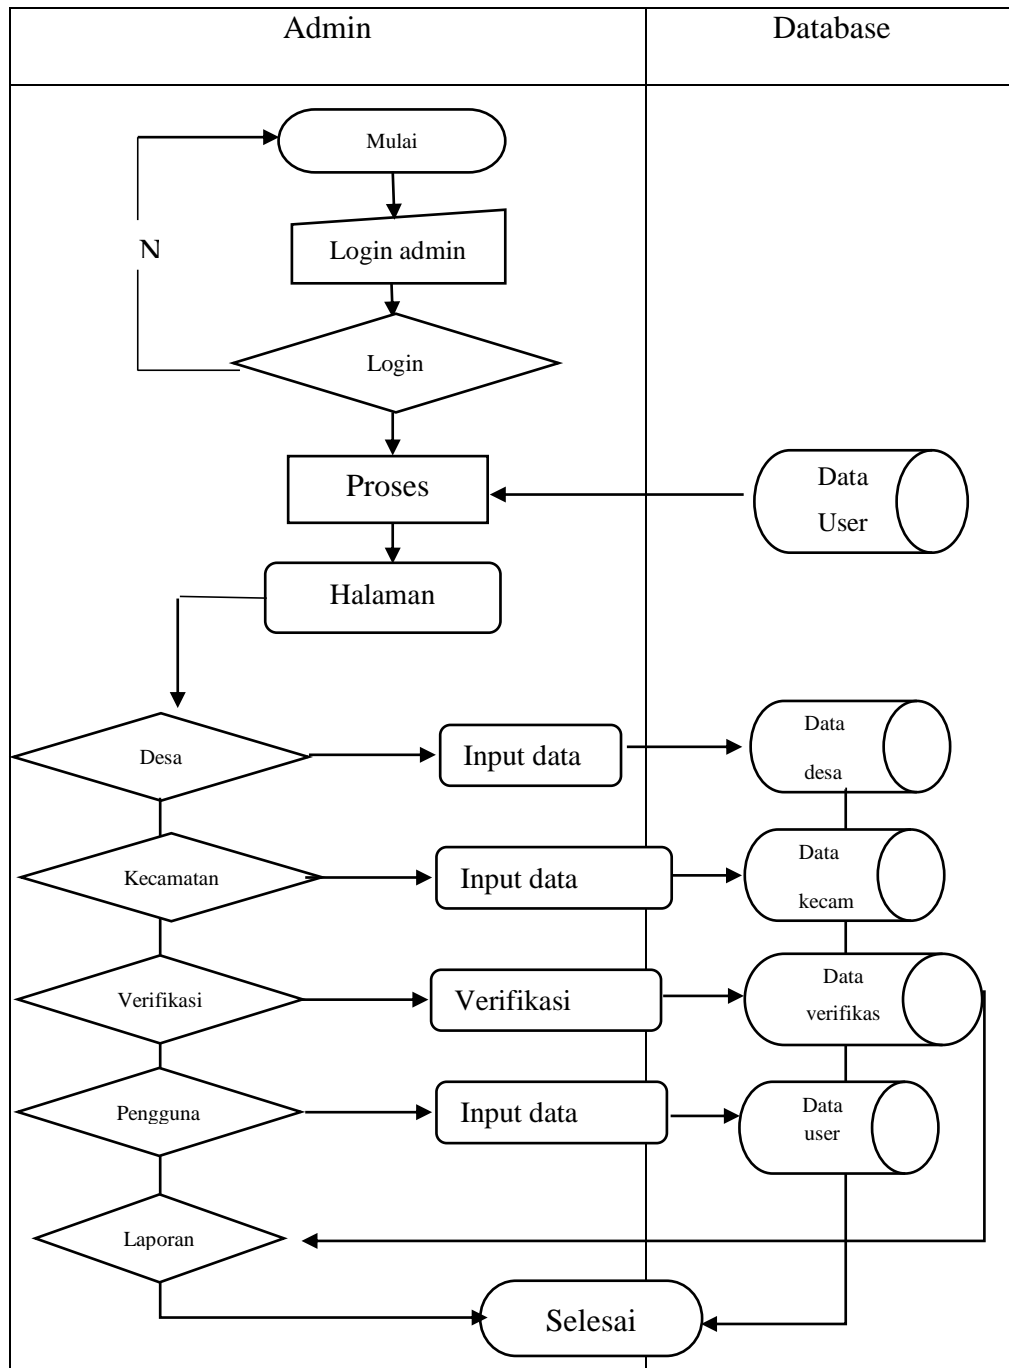 Admin
Database
Mulai
N
Login admin
Login
Proses
Data
User
Halaman
Desa
Input data
Data
desa
Kecamatan
Input data
Data
kecam
Verifikasi
Verifikasi
Data
verifikas
Pengguna
Input data
Data
user
Laporan
Selesai